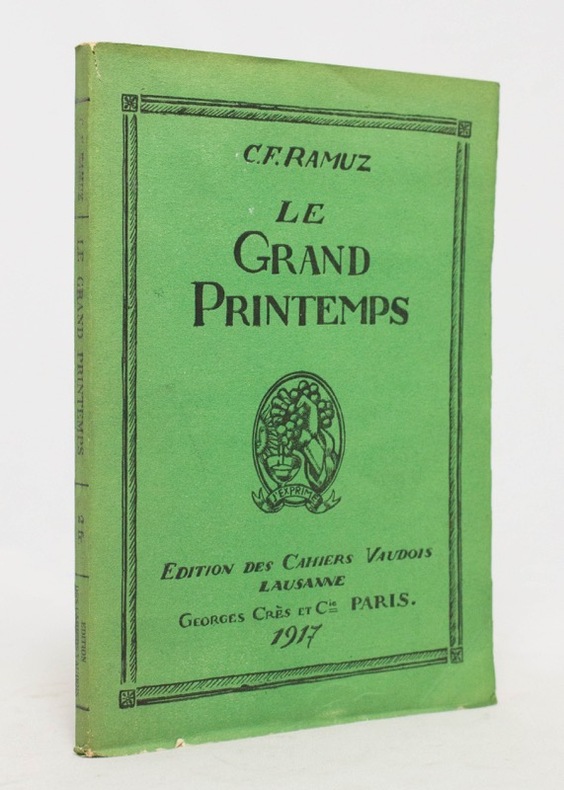 C.F. RAMUZ
LE
GRAND
PRINTEMPS
J'EXPRIME
EDITION DES CAHIERS VAUDOIS
LAUSANNE
GEORGES CRÈS ET Cie PARIS.
1917
LE GRAND PRINTEMPS
EDITION